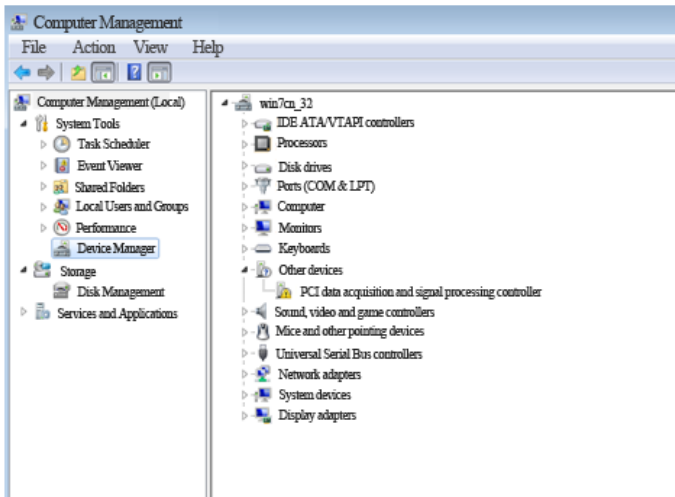 Computer Management
File Action View Help
Computer Management (Local)
System Tools
Task Scheduler
Event Viewer
Shared Folders
Local Users and Groups
Performance
Device Manager
Storage
Disk Management
Services and Applications
win7cn_32
IDE ATA/VTAPI controllers
Processors
Disk drives
Ports (COM & LPT)
Computer
Monitors
Keyboards
Other devices
PCI data acquisition and signal processing controller
Sound, video and game controllers
Mice and other pointing devices
Universal Serial Bus controllers
Network adapters
System devices
Display adapters